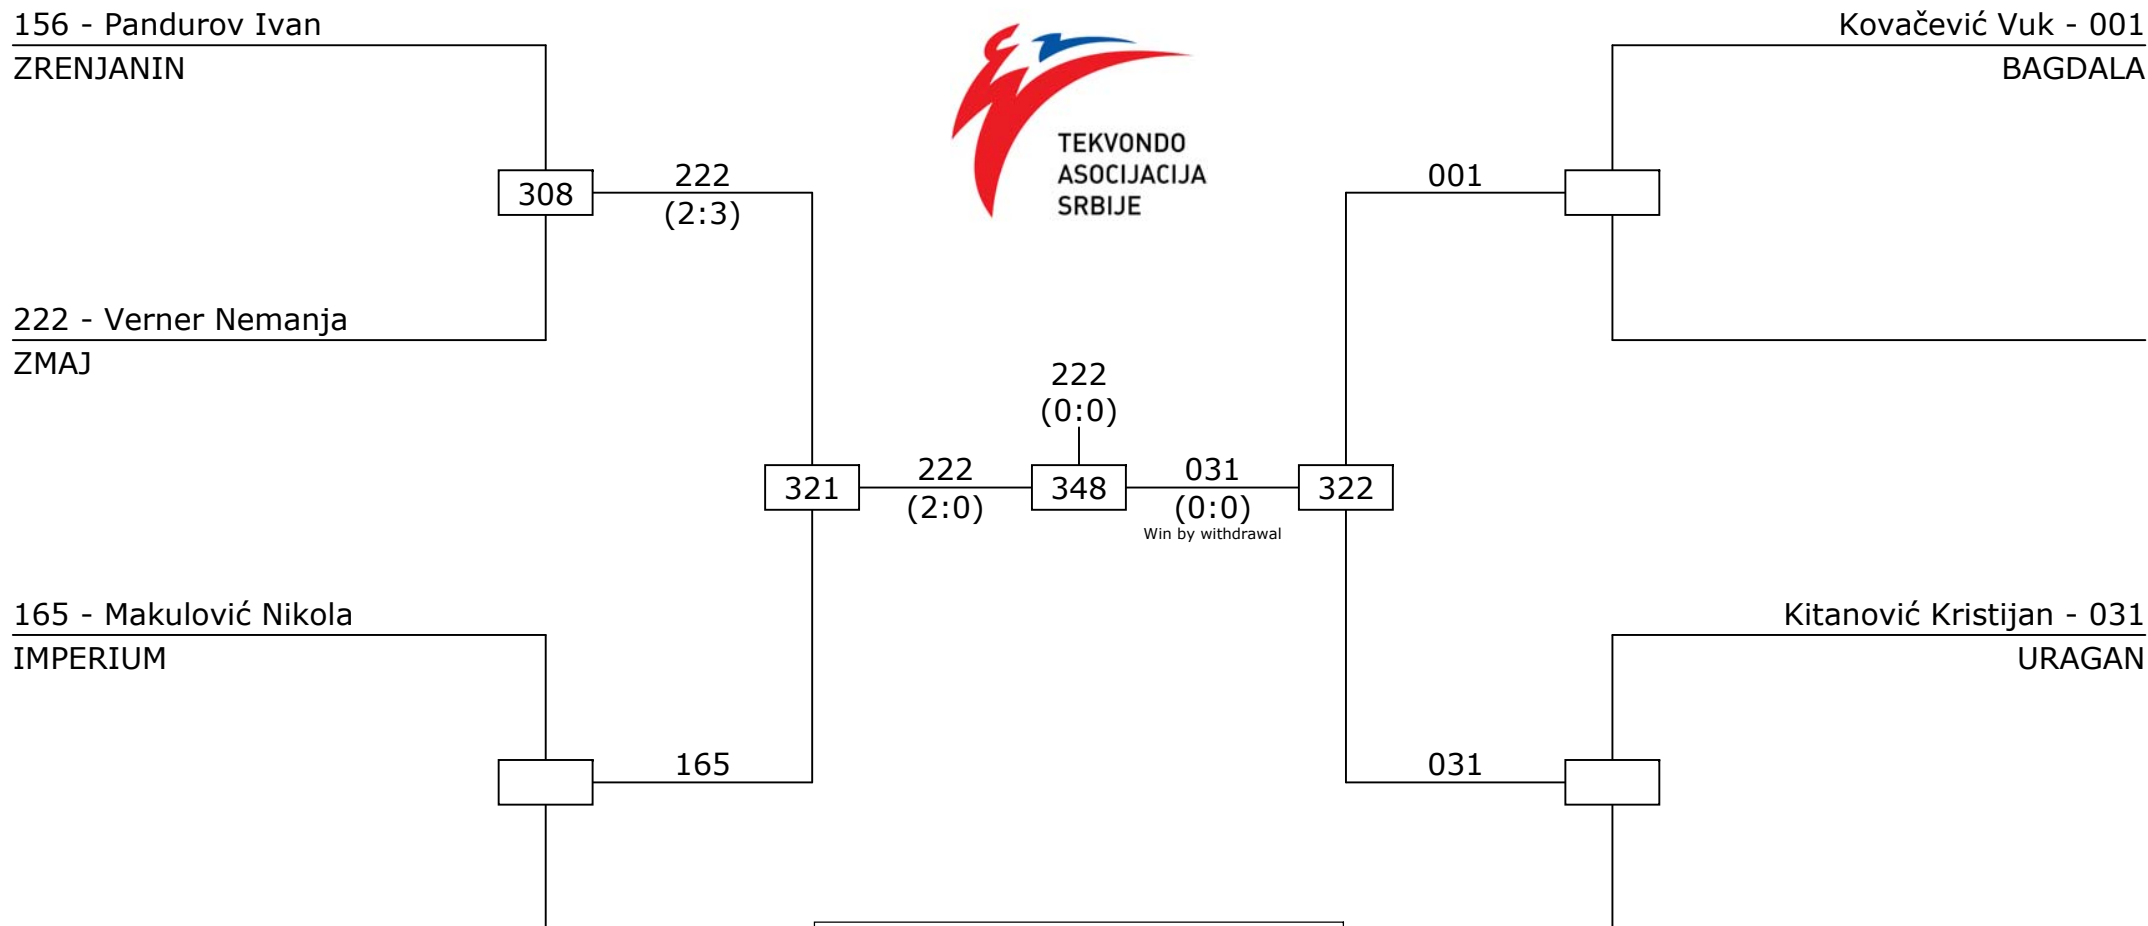 156 - Pandurov Ivan
ZRENJANIN
Kovačević Vuk - 001
BAGDALA
TEKVONDO
ASOCIJACIJA
SRBIJE
308
222
(2:3)
001
222 - Verner Nemanja
ZMAJ
222
(0:0)
321
222
(2:0)
348
031
(0:0)
Win by withdrawal
322
165 - Makulović Nikola
IMPERIUM
Kitanović Kristijan - 031
URAGAN
165
031